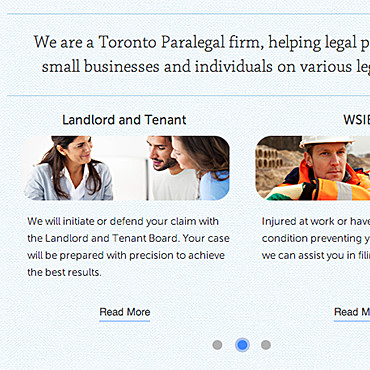 We are a Toronto Paralegal firm, helping legal
small businesses and individuals on various
Landlord and Tenant
We will initiate or defend your claim with
the Landlord and Tenant Board. Your case
will be prepared with precision to achieve
the best results.
Read More
WSIB
Injured at work or have
condition preventing
we can assist you in
Read